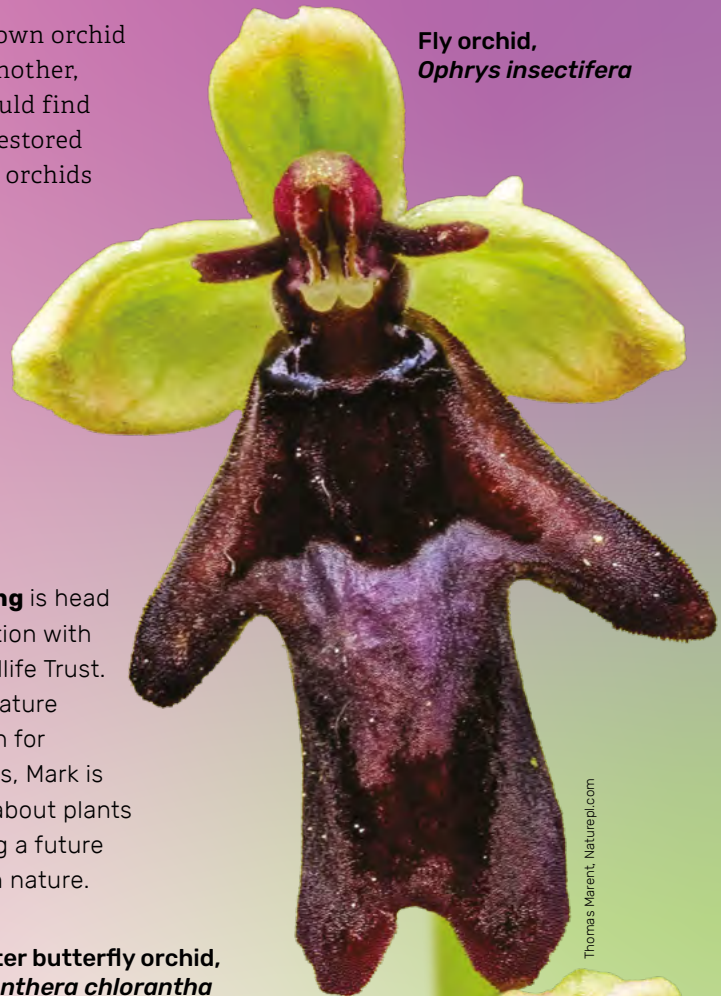 own orchid
nother,
uld find
estored
orchids
Fly orchid,
Ophrys insectifera
ng is head
tion with
dlife Trust.
ature
n for
s, Mark is
about plants
g a future
n nature.
Thomas Marent, Naturepl.com
ter butterfly orchid,
nthera chlorantha